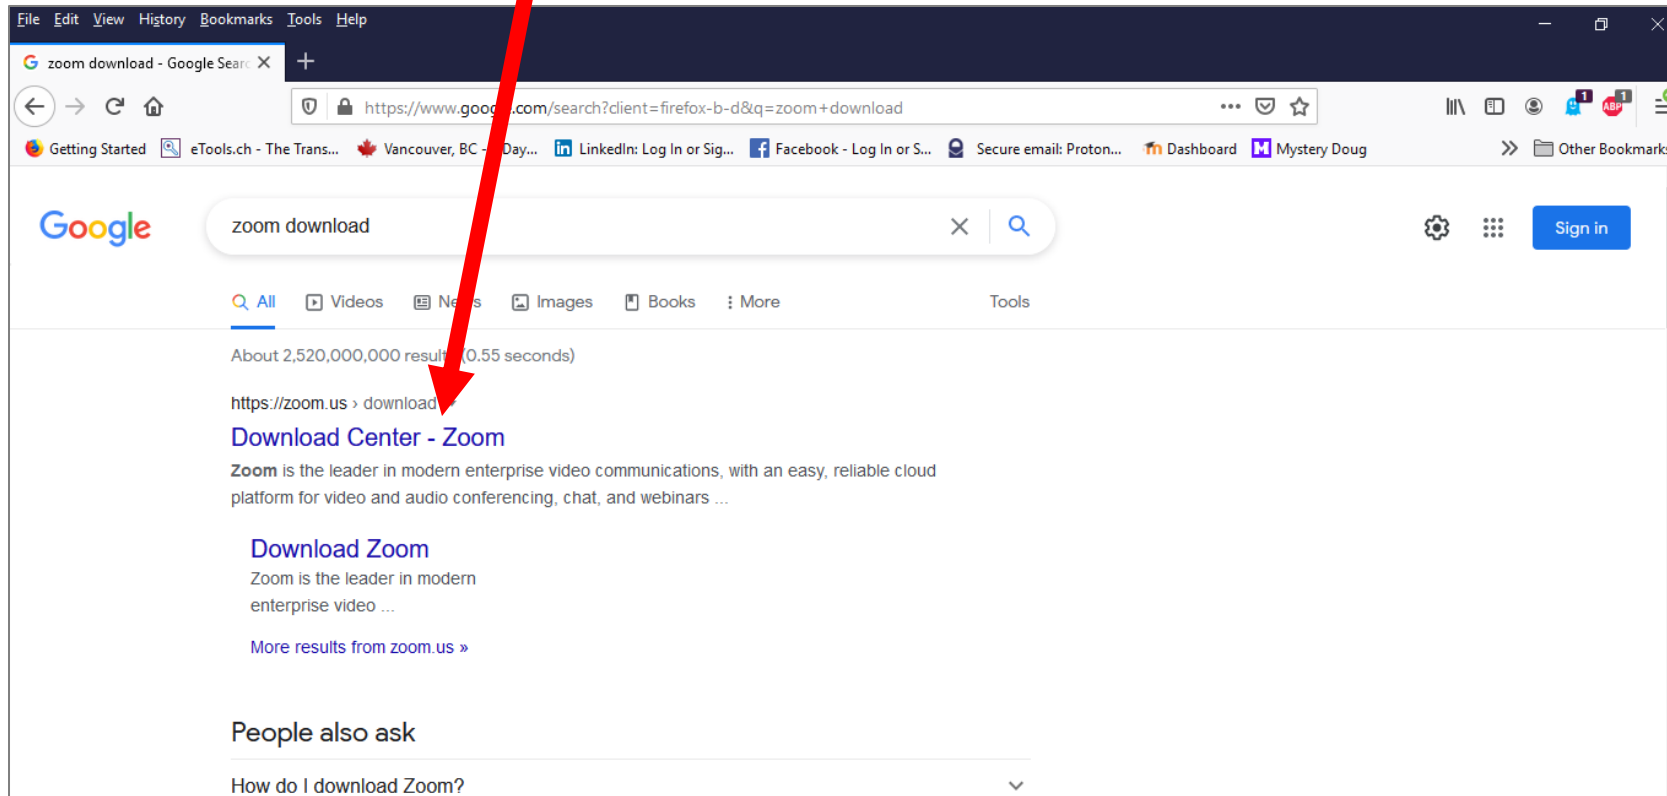 File Edit View History Bookmarks Tools Help
zoom download - Google Searc
https://www.google.com/search?client=firefox-b-d&q=zoom+download
1 ABP 1
Getting Started eTools.ch - The Trans... Vancouver, BC - Day... LinkedIn: Log In or Sig... Facebook - Log In or S... Secure email: Proton... Dashboard M Mystery Doug Other Bookmarks
Google zoom download Sign in
All Videos News Images Books More Tools
About 2,520,000,000 results (0.55 seconds)
https://zoom.us › download
Download Center - Zoom
Zoom is the leader in modern enterprise video communications, with an easy, reliable cloud
platform for video and audio conferencing, chat, and webinars ...
Download Zoom
Zoom is the leader in modern
enterprise video ...
More results from zoom.us »
People also ask
How do I download Zoom?